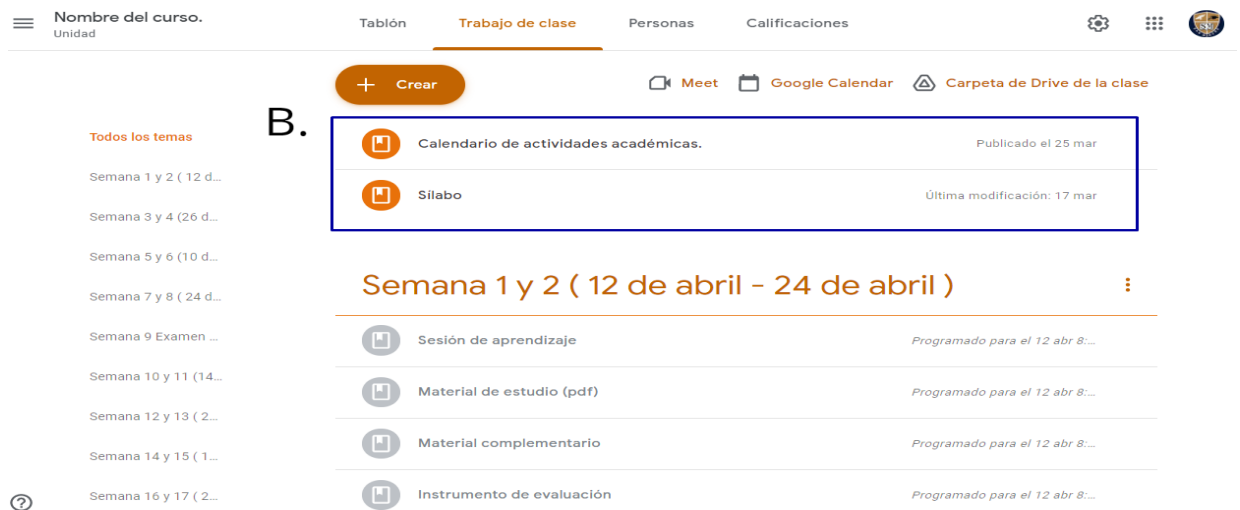 Nombre del curso.
Unidad
Tablón
Trabajo de clase
Personas
Calificaciones
Crear
Meet
Google Calendar
Carpeta de Drive de la clase
B.
Todos los temas
Semana 1 y 2 ( 12 d...
Semana 3 y 4 (26 d...
Semana 5 y 6 (10 d...
Semana 7 y 8 ( 24 d...
Semana 9 Examen ...
Semana 10 y 11 (14...
Semana 12 y 13 ( 2...
Semana 14 y 15 ( 1...
Semana 16 y 17 ( 2...
Calendario de actividades académicas.
Publicado el 25 mar
Sílabo
Última modificación: 17 mar
Semana 1 y 2 ( 12 de abril - 24 de abril )
Sesión de aprendizaje
Programado para el 12 abr 8:...
Material de estudio (pdf)
Programado para el 12 abr 8:...
Material complementario
Programado para el 12 abr 8:...
Instrumento de evaluación
Programado para el 12 abr 8:...